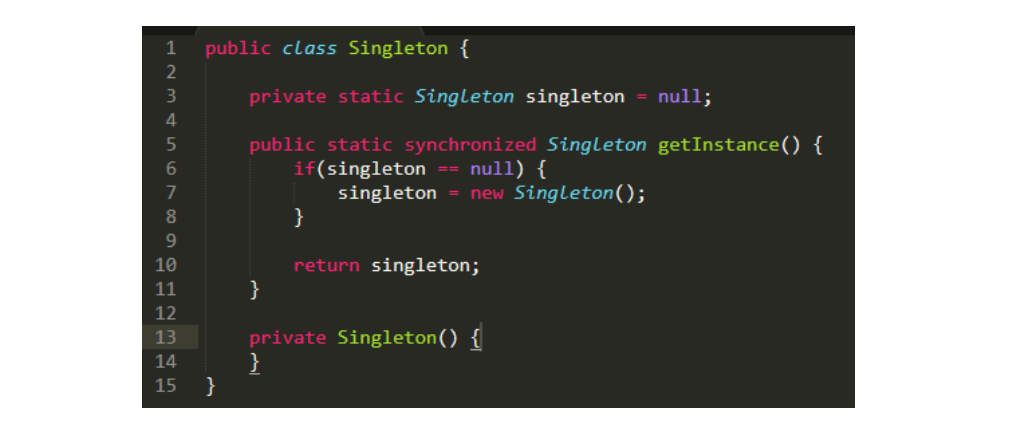 1 public class Singleton {
2
3 private static Singleton singleton = null;
4
5 public static synchronized Singleton getInstance() {
6 if(singleton == null) {
7 singleton = new Singleton();
8 }
9
10 return singleton;
11 }
12
13 private Singleton() {
14 }
15 }